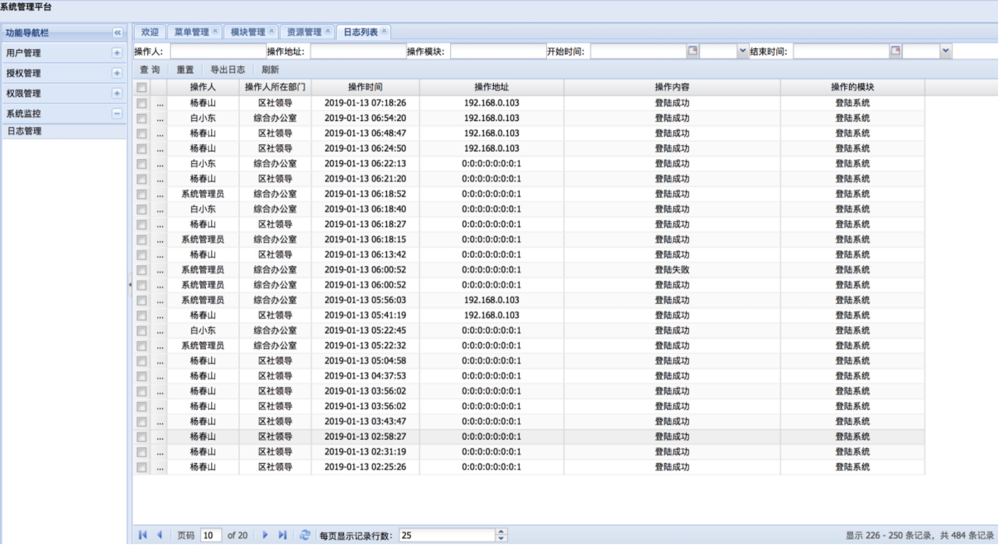 系统管理平台
功能导航栏
用户管理
授权管理
权限管理
系统监控
日志管理
欢迎 菜单管理 模块管理 资源管理 日志列表
操作人: 操作地址: 操作模块: 开始时间: 结束时间:
查 询 重置 导出日志 刷新
操作人 操作人所在部门 操作时间 操作地址 操作内容 操作的模块
... 杨春山 区社领导 2019-01-13 07:18:26 192.168.0.103 登陆成功 登陆系统
... 白小东 综合办公室 2019-01-13 06:54:20 192.168.0.103 登陆成功 登陆系统
... 杨春山 区社领导 2019-01-13 06:48:47 192.168.0.103 登陆成功 登陆系统
... 杨春山 区社领导 2019-01-13 06:24:50 192.168.0.103 登陆成功 登陆系统
... 白小东 综合办公室 2019-01-13 06:22:13 0:0:0:0:0:0:0:1 登陆成功 登陆系统
... 杨春山 区社领导 2019-01-13 06:21:20 0:0:0:0:0:0:0:1 登陆成功 登陆系统
... 系统管理员 综合办公室 2019-01-13 06:18:52 0:0:0:0:0:0:0:1 登陆成功 登陆系统
... 白小东 综合办公室 2019-01-13 06:18:40 0:0:0:0:0:0:0:1 登陆成功 登陆系统
... 杨春山 区社领导 2019-01-13 06:18:27 0:0:0:0:0:0:0:1 登陆成功 登陆系统
... 系统管理员 综合办公室 2019-01-13 06:18:15 0:0:0:0:0:0:0:1 登陆成功 登陆系统
... 杨春山 区社领导 2019-01-13 06:13:42 0:0:0:0:0:0:0:1 登陆成功 登陆系统
... 系统管理员 综合办公室 2019-01-13 06:00:52 0:0:0:0:0:0:0:1 登陆失败 登陆系统
... 系统管理员 综合办公室 2019-01-13 06:00:52 0:0:0:0:0:0:0:1 登陆成功 登陆系统
... 系统管理员 综合办公室 2019-01-13 05:56:03 192.168.0.103 登陆成功 登陆系统
... 杨春山 区社领导 2019-01-13 05:41:19 192.168.0.103 登陆成功 登陆系统
... 白小东 综合办公室 2019-01-13 05:22:45 0:0:0:0:0:0:0:1 登陆成功 登陆系统
... 系统管理员 综合办公室 2019-01-13 05:22:32 0:0:0:0:0:0:0:1 登陆成功 登陆系统
... 杨春山 区社领导 2019-01-13 05:04:58 0:0:0:0:0:0:0:1 登陆成功 登陆系统
... 杨春山 区社领导 2019-01-13 04:37:53 0:0:0:0:0:0:0:1 登陆成功 登陆系统
... 杨春山 区社领导 2019-01-13 03:56:02 0:0:0:0:0:0:0:1 登陆成功 登陆系统
... 杨春山 区社领导 2019-01-13 03:56:02 0:0:0:0:0:0:0:1 登陆成功 登陆系统
... 杨春山 区社领导 2019-01-13 03:43:47 0:0:0:0:0:0:0:1 登陆成功 登陆系统
... 杨春山 区社领导 2019-01-13 02:58:27 0:0:0:0:0:0:0:1 登陆成功 登陆系统
... 杨春山 区社领导 2019-01-13 02:31:19 0:0:0:0:0:0:0:1 登陆成功 登陆系统
... 杨春山 区社领导 2019-01-13 02:25:26 0:0:0:0:0:0:0:1 登陆成功 登陆系统
页码 10 of 20 每页显示记录行数: 25 显示 226 - 250 条记录，共 484 条记录